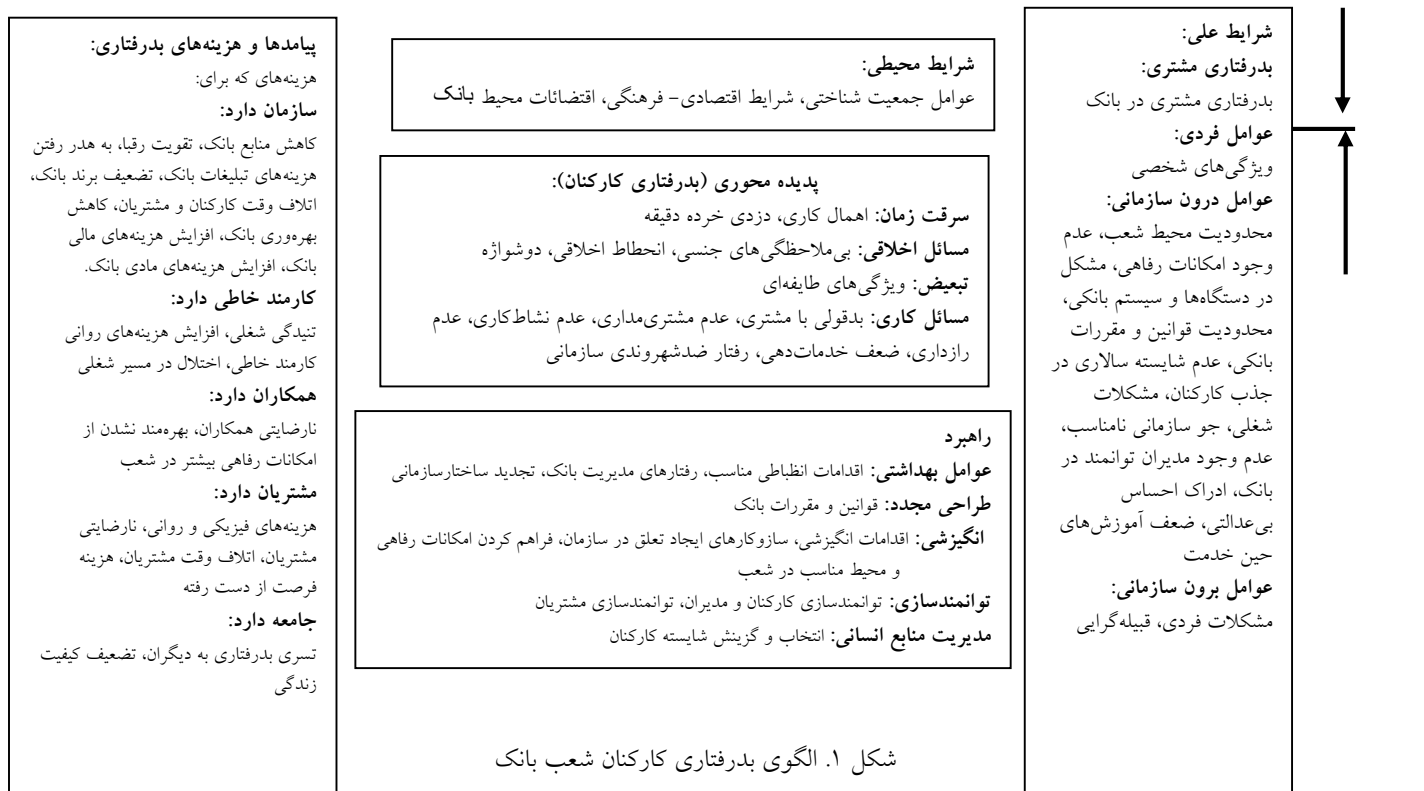 شرایط علی:
بدرفتاری مشتری:
بدرفتاری مشتری در بانک
عوامل فردی:
ویژگی‌های شخصی
عوامل درون سازمانی:
محدودیت محیط شعب، عدم
وجود امکانات رفاهی، مشکل
در دستگاه‌ها و سیستم بانکی،
محدودیت قوانین و مقررات
بانکی، عدم شایسته سالاری در
جذب کارکنان، مشکلات
شغلی، جو سازمانی نامناسب،
عدم وجود مدیران توانمند در
بانک، ادراک احساس
بی‌عدالتی، ضعف آموزش‌های
حین خدمت
عوامل برون سازمانی:
مشکلات فردی، قبیله‌گرایی
شرایط محیطی:
عوامل جمعیت شناختی، شرایط اقتصادی- فرهنگی، اقتضائات محیط بانک
پدیده محوری (بدرفتاری کارکنان):
سرقت زمان: اهمال کاری، دزدی خرده دقیقه
مسائل اخلاقی: بی‌ملاحظگی‌های جنسی، انحطاط اخلاقی، دوشواژه
تبعیض: ویژگی‌های طایفه‌ای
مسائل کاری: بدقولی با مشتری، عدم مشتری‌مداری، عدم نشاط‌کاری، عدم
رازداری، ضعف خدمات‌دهی، رفتار ضدشهروندی سازمانی
راهبرد
عوامل بهداشتی: اقدامات انظباطی مناسب، رفتارهای مدیریت بانک، تجدید ساختارسازمانی
طراحی مجدد: قوانین و مقررات بانک
انگیزشی: اقدامات انگیزشی، سازوکارهای ایجاد تعلق در سازمان، فراهم کردن امکانات رفاهی
و محیط مناسب در شعب
توانمندسازی: توانمندسازی کارکنان و مدیران، توانمندسازی مشتریان
مدیریت منابع انسانی: انتخاب و گزینش شایسته کارکنان
پیامدها و هزینه‌های بدرفتاری:
هزینه‌های که برای:
سازمان دارد:
کاهش منابع بانک، تقویت رقبا، به هدر رفتن
هزینه‌های تبلیغات بانک، تضعیف برند بانک،
اتلاف وقت کارکنان و مشتریان، کاهش
بهره‌وری بانک، افزایش هزینه‌های مالی
بانک، افزایش هزینه‌های مادی بانک.
کارمند خاطی دارد:
تنیدگی شغلی، افزایش هزینه‌های روانی
کارمند خاطی، اختلال در مسیر شغلی
همکاران دارد:
نارضایتی همکاران، بهره‌مند نشدن از
امکانات رفاهی بیشتر در شعب
مشتریان دارد:
هزینه‌های فیزیکی و روانی، نارضایتی
مشتریان، اتلاف وقت مشتریان، هزینه
فرصت از دست رفته
جامعه دارد:
تسری بدرفتاری به دیگران، تضعیف کیفیت
زندگی
شکل ۱. الگوی بدرفتاری کارکنان شعب بانک